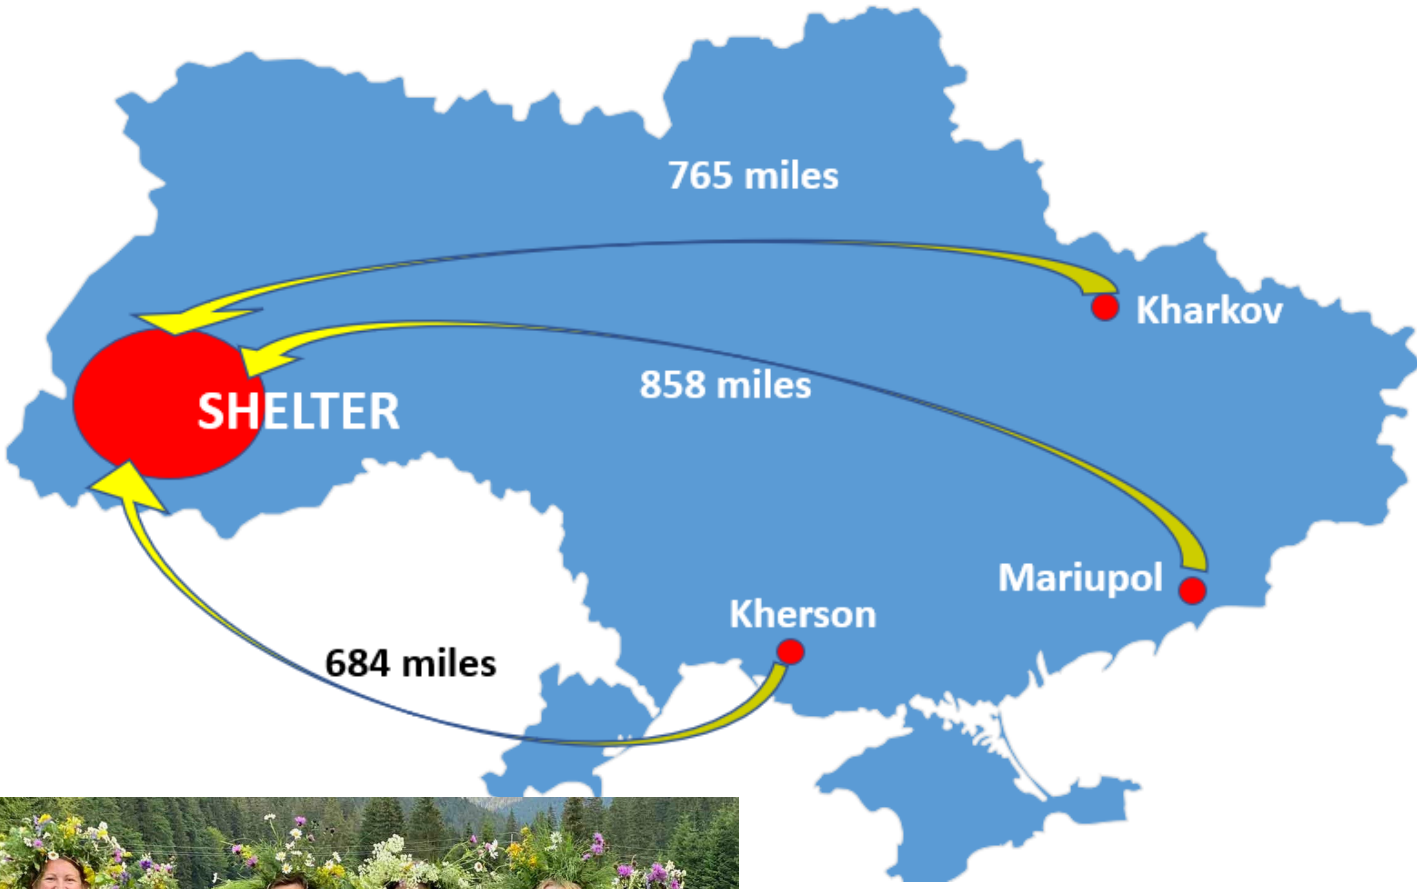 765 miles
Kharkov
858 miles
SHELTER
Mariupol
Kherson
684 miles